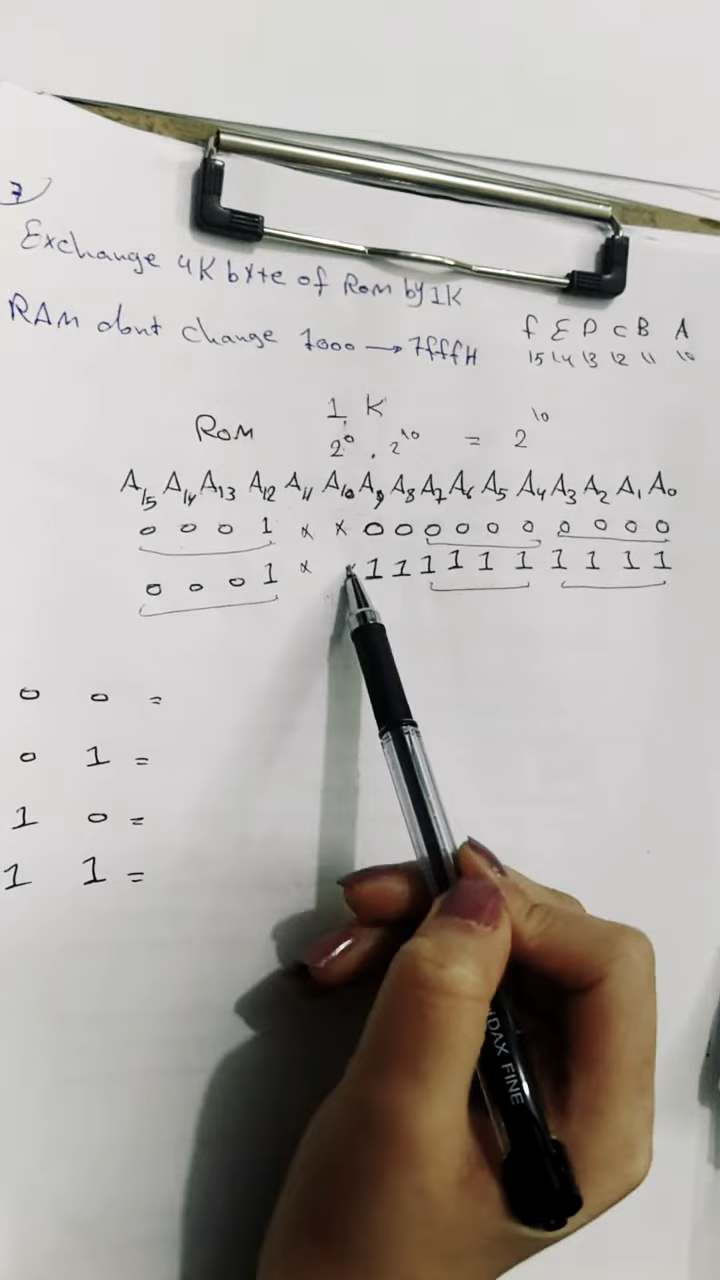 7
Exchange 4K byte of Rom by 1K
RAM dont change 7000 → 7fffH
f E D C B A
15 14 13 12 11 10
1 K
Rom 2⁰ . 2¹⁰ = 2¹⁰
A₁₅ A₁₄ A₁₃ A₁₂ A₁₁ A₁₀ A₉ A₈ A₇ A₆ A₅ A₄ A₃ A₂ A₁ A₀
0 0 0 1 x x 0 0 0 0 0 0 0 0 0 0
0 0 0 1 x x 1 1 1 1 1 1 1 1 1 1
0 0 =
0 1 =
1 0 =
1 1 =
IDAX FINE